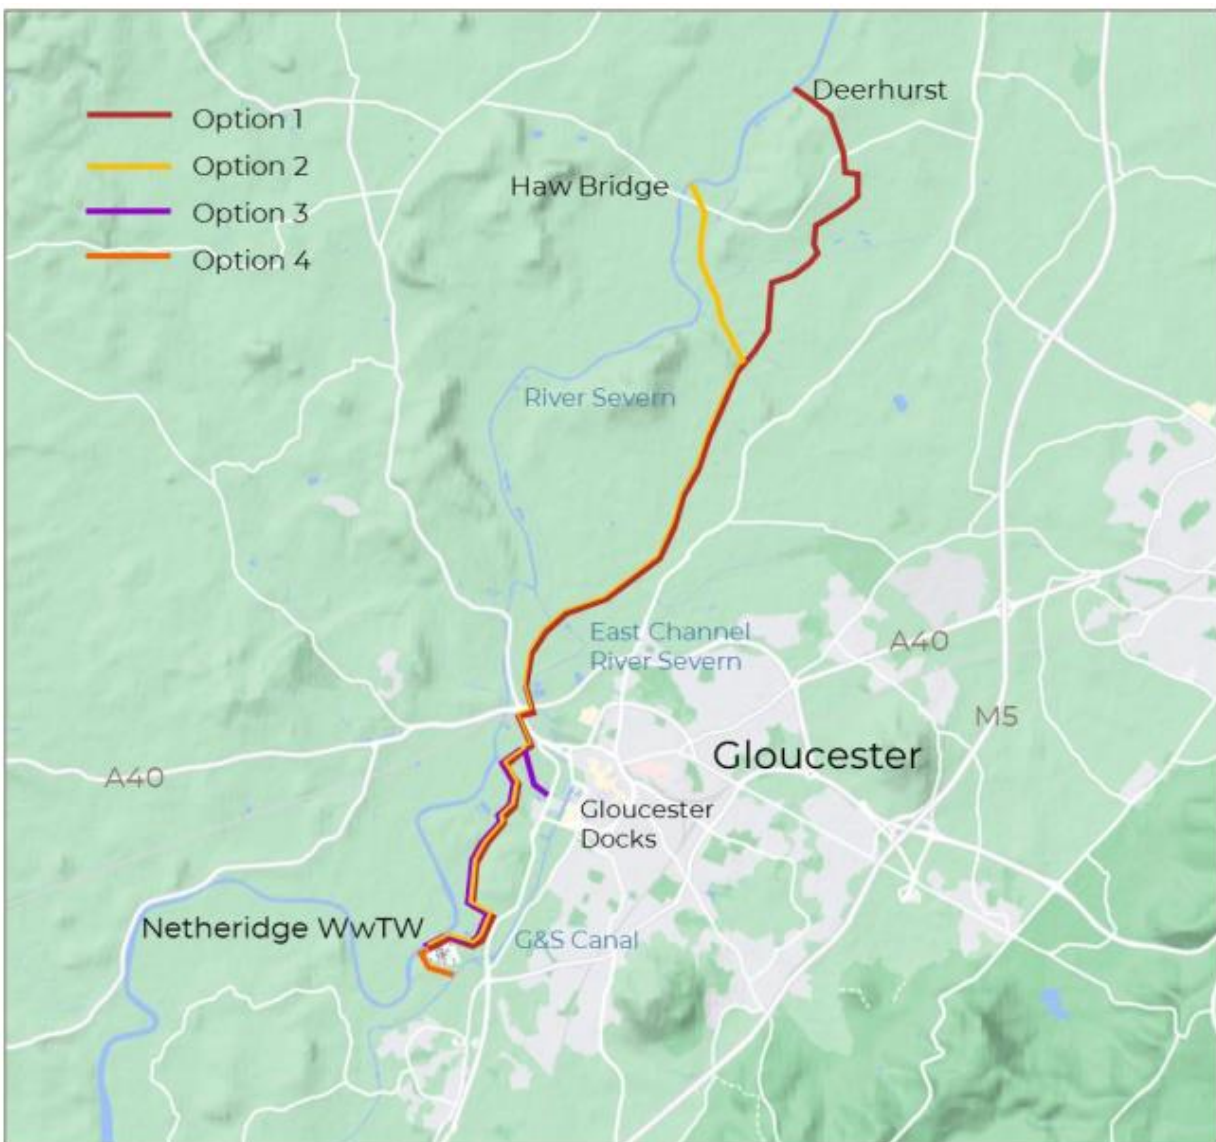 Deerhurst
Option 1
Option 2
Haw Bridge
Option 3
Option 4
River Severn
East Channel
River Severn
A40
M5
Gloucester
A40
Gloucester
Docks
Netheridge WwTW
G&S Canal